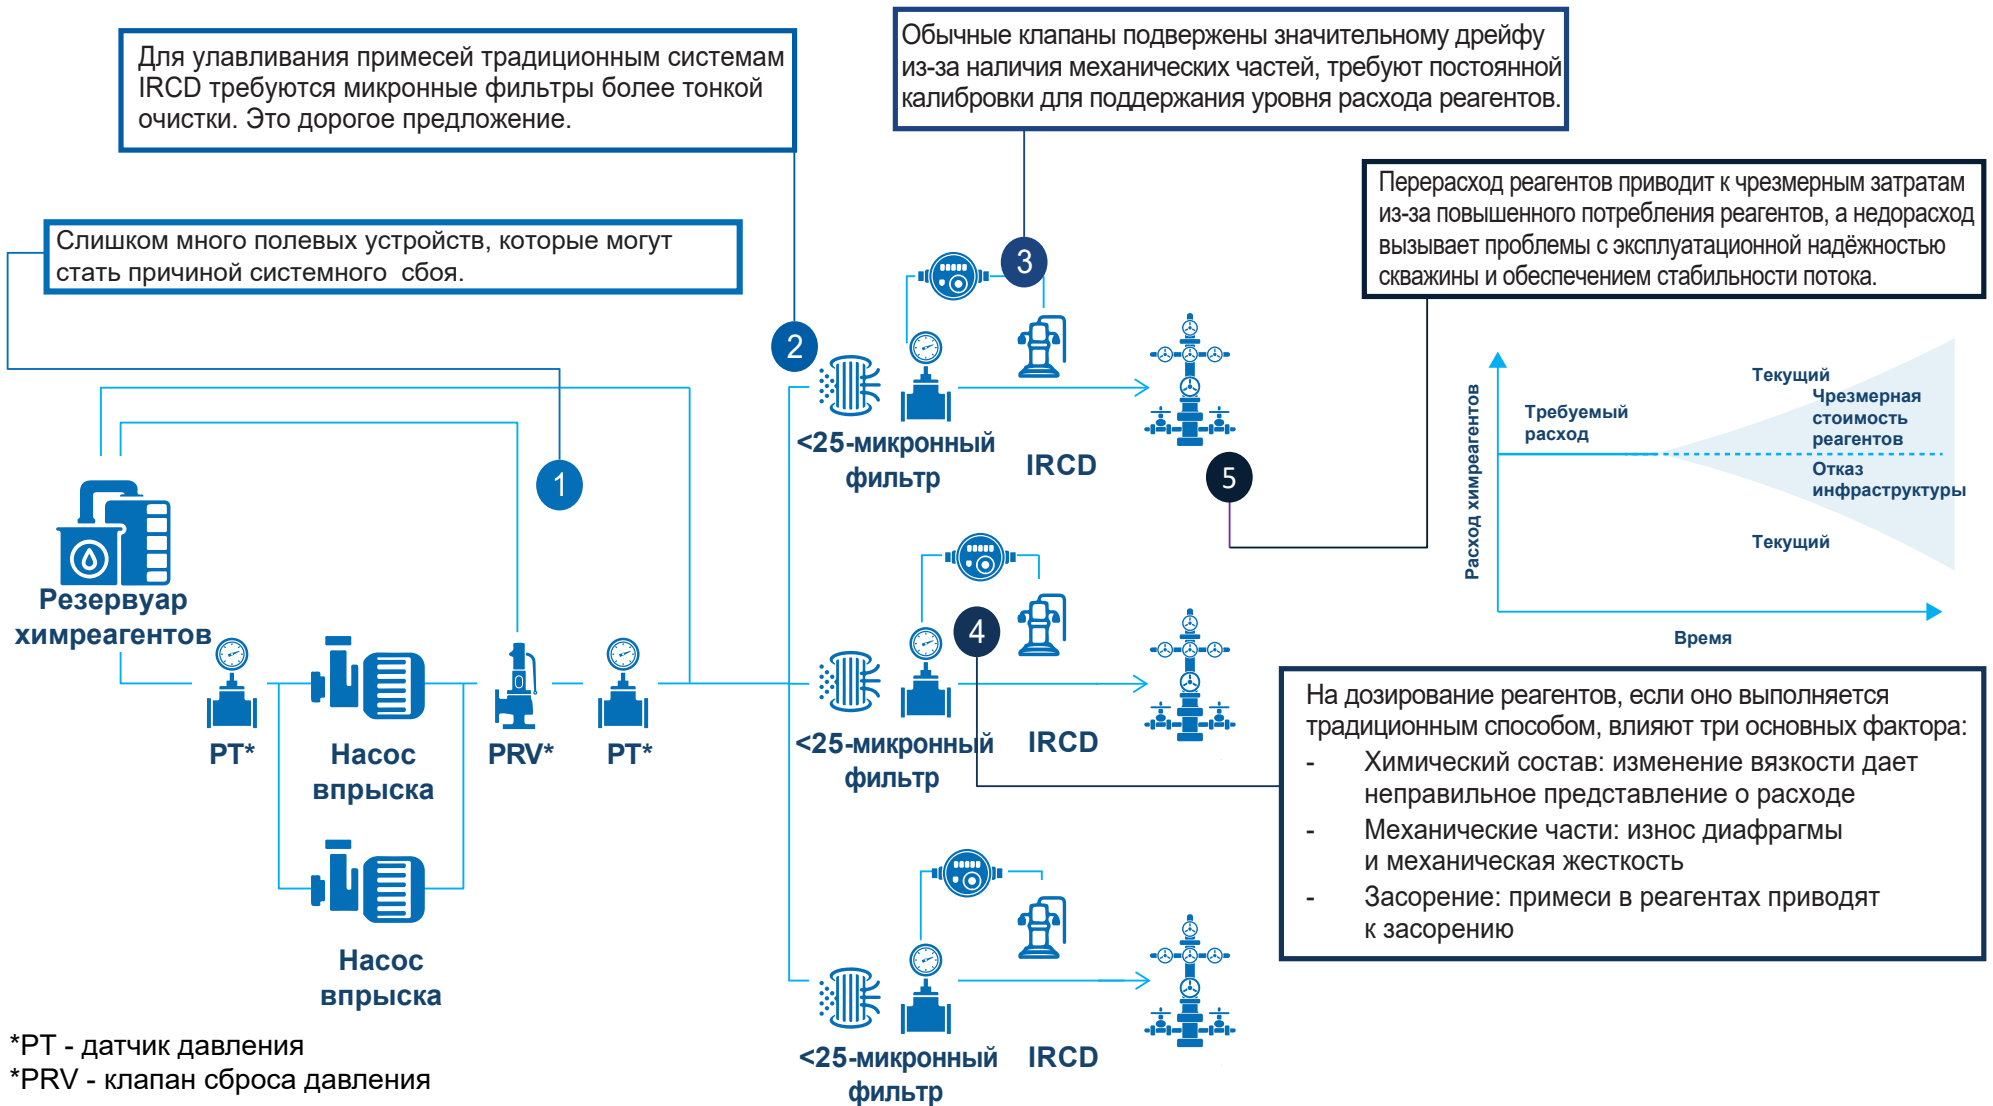 Для улавливания примесей традиционным системам
IRCD требуются микронные фильтры более тонкой
очистки. Это дорогое предложение.
Обычные клапаны подвержены значительному дрейфу
из-за наличия механических частей, требуют постоянной
калибровки для поддержания уровня расхода реагентов.
Перерасход реагентов приводит к чрезмерным затратам
из-за повышенного потребления реагентов, а недорасход
вызывает проблемы с эксплуатационной надёжностью
скважины и обеспечением стабильности потока.
Слишком много полевых устройств, которые могут
стать причиной системного сбоя.
1
2
3
4
5
Резервуар
химреагентов
PT*
Насос
впрыска
PRV*
PT*
Насос
впрыска
<25-микронный
фильтр
IRCD
<25-микронный
фильтр
IRCD
<25-микронный
фильтр
IRCD
Расход химреагентов
Требуемый
расход
Текущий
Чрезмерная
стоимость
реагентов
Отказ
инфраструктуры
Текущий
Время
На дозирование реагентов, если оно выполняется
традиционным способом, влияют три основных фактора:
- Химический состав: изменение вязкости дает
неправильное представление о расходе
- Механические части: износ диафрагмы
и механическая жесткость
- Засорение: примеси в реагентах приводят
к засорению
*PT - датчик давления
*PRV - клапан сброса давления